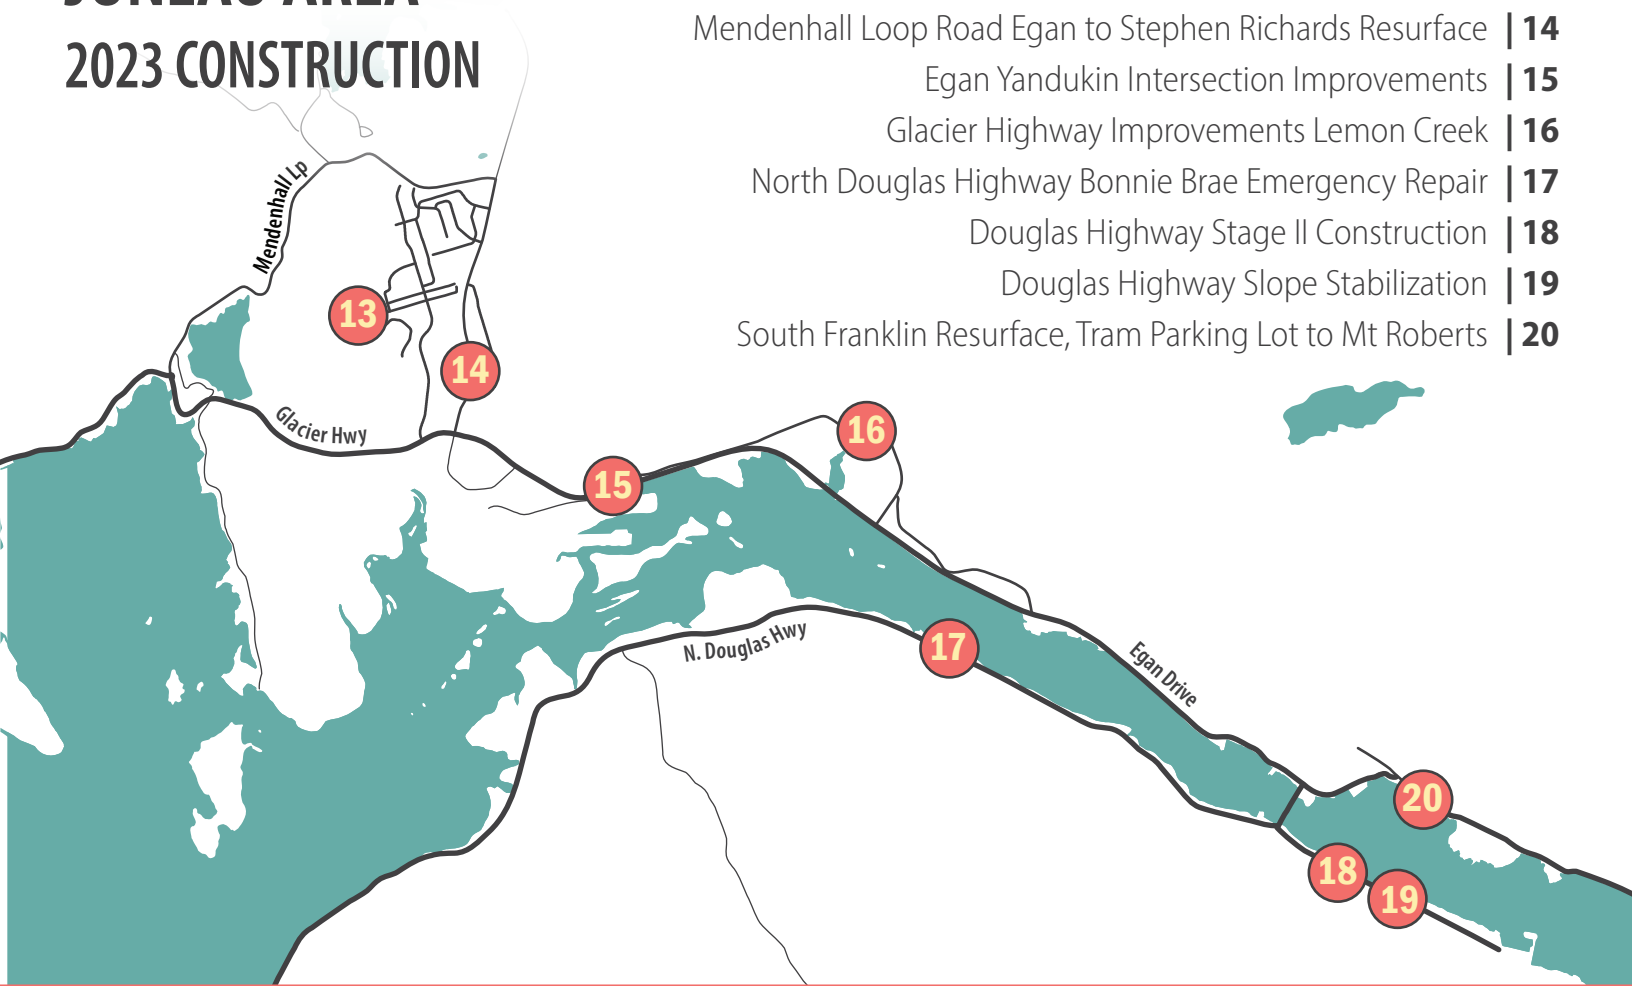 JUNEAU AREA
2023 CONSTRUCTION
Mendenhall Loop Road Egan to Stephen Richards Resurface | 14
Egan Yandukin Intersection Improvements | 15
Glacier Highway Improvements Lemon Creek | 16
North Douglas Highway Bonnie Brae Emergency Repair | 17
Douglas Highway Stage II Construction | 18
Douglas Highway Slope Stabilization | 19
South Franklin Resurface, Tram Parking Lot to Mt Roberts | 20
Mendenhall Lp
13
14
Glacier Hwy
16
15
N. Douglas Hwy
17
Egan Drive
20
18
19